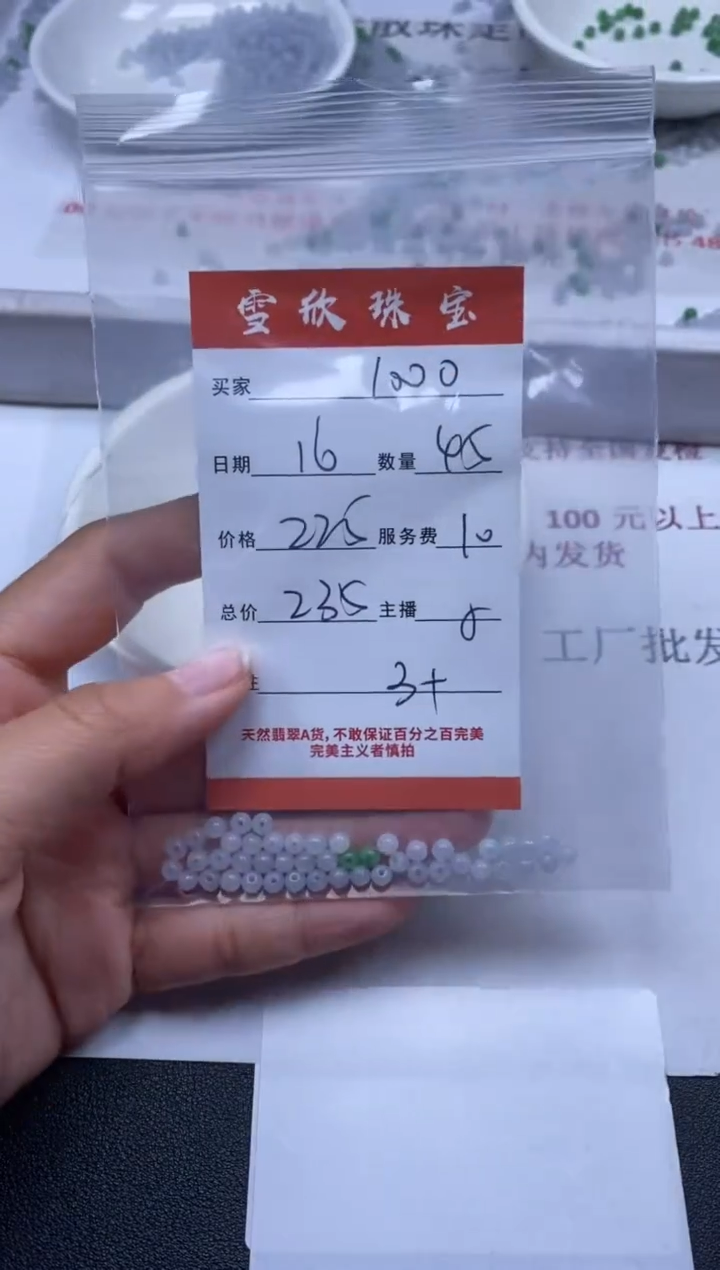 雪欣珠宝
买家 1000
日期 16 数量 45
价格 225 服务费 10
总价 235 主播
3+
天然翡翠A货,不敢保证百分之百完美
完美主义者慎拍
100 元以上
内发货
工厂批发